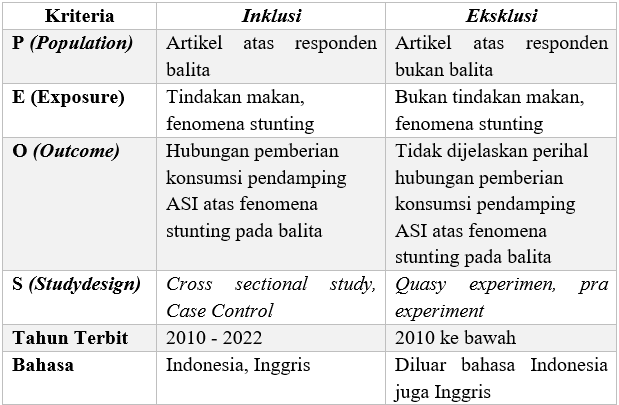 Kriteria Inklusi Eksklusi
P (Population) Artikel atas responden Artikel atas responden
balita bukan balita
E (Exposure) Tindakan makan, Bukan tindakan makan,
fenomena stunting fenomena stunting
O (Outcome) Hubungan pemberian Tidak dijelaskan perihal
konsumsi pendamping hubungan pemberian
ASI atas fenomena konsumsi pendamping
stunting pada balita ASI atas fenomena
stunting pada balita
S (Studydesign) Cross sectional study, Quasy experimen, pra
Case Control experiment
Tahun Terbit 2010 - 2022 2010 ke bawah
Bahasa Indonesia, Inggris Diluar bahasa Indonesia
juga Inggris